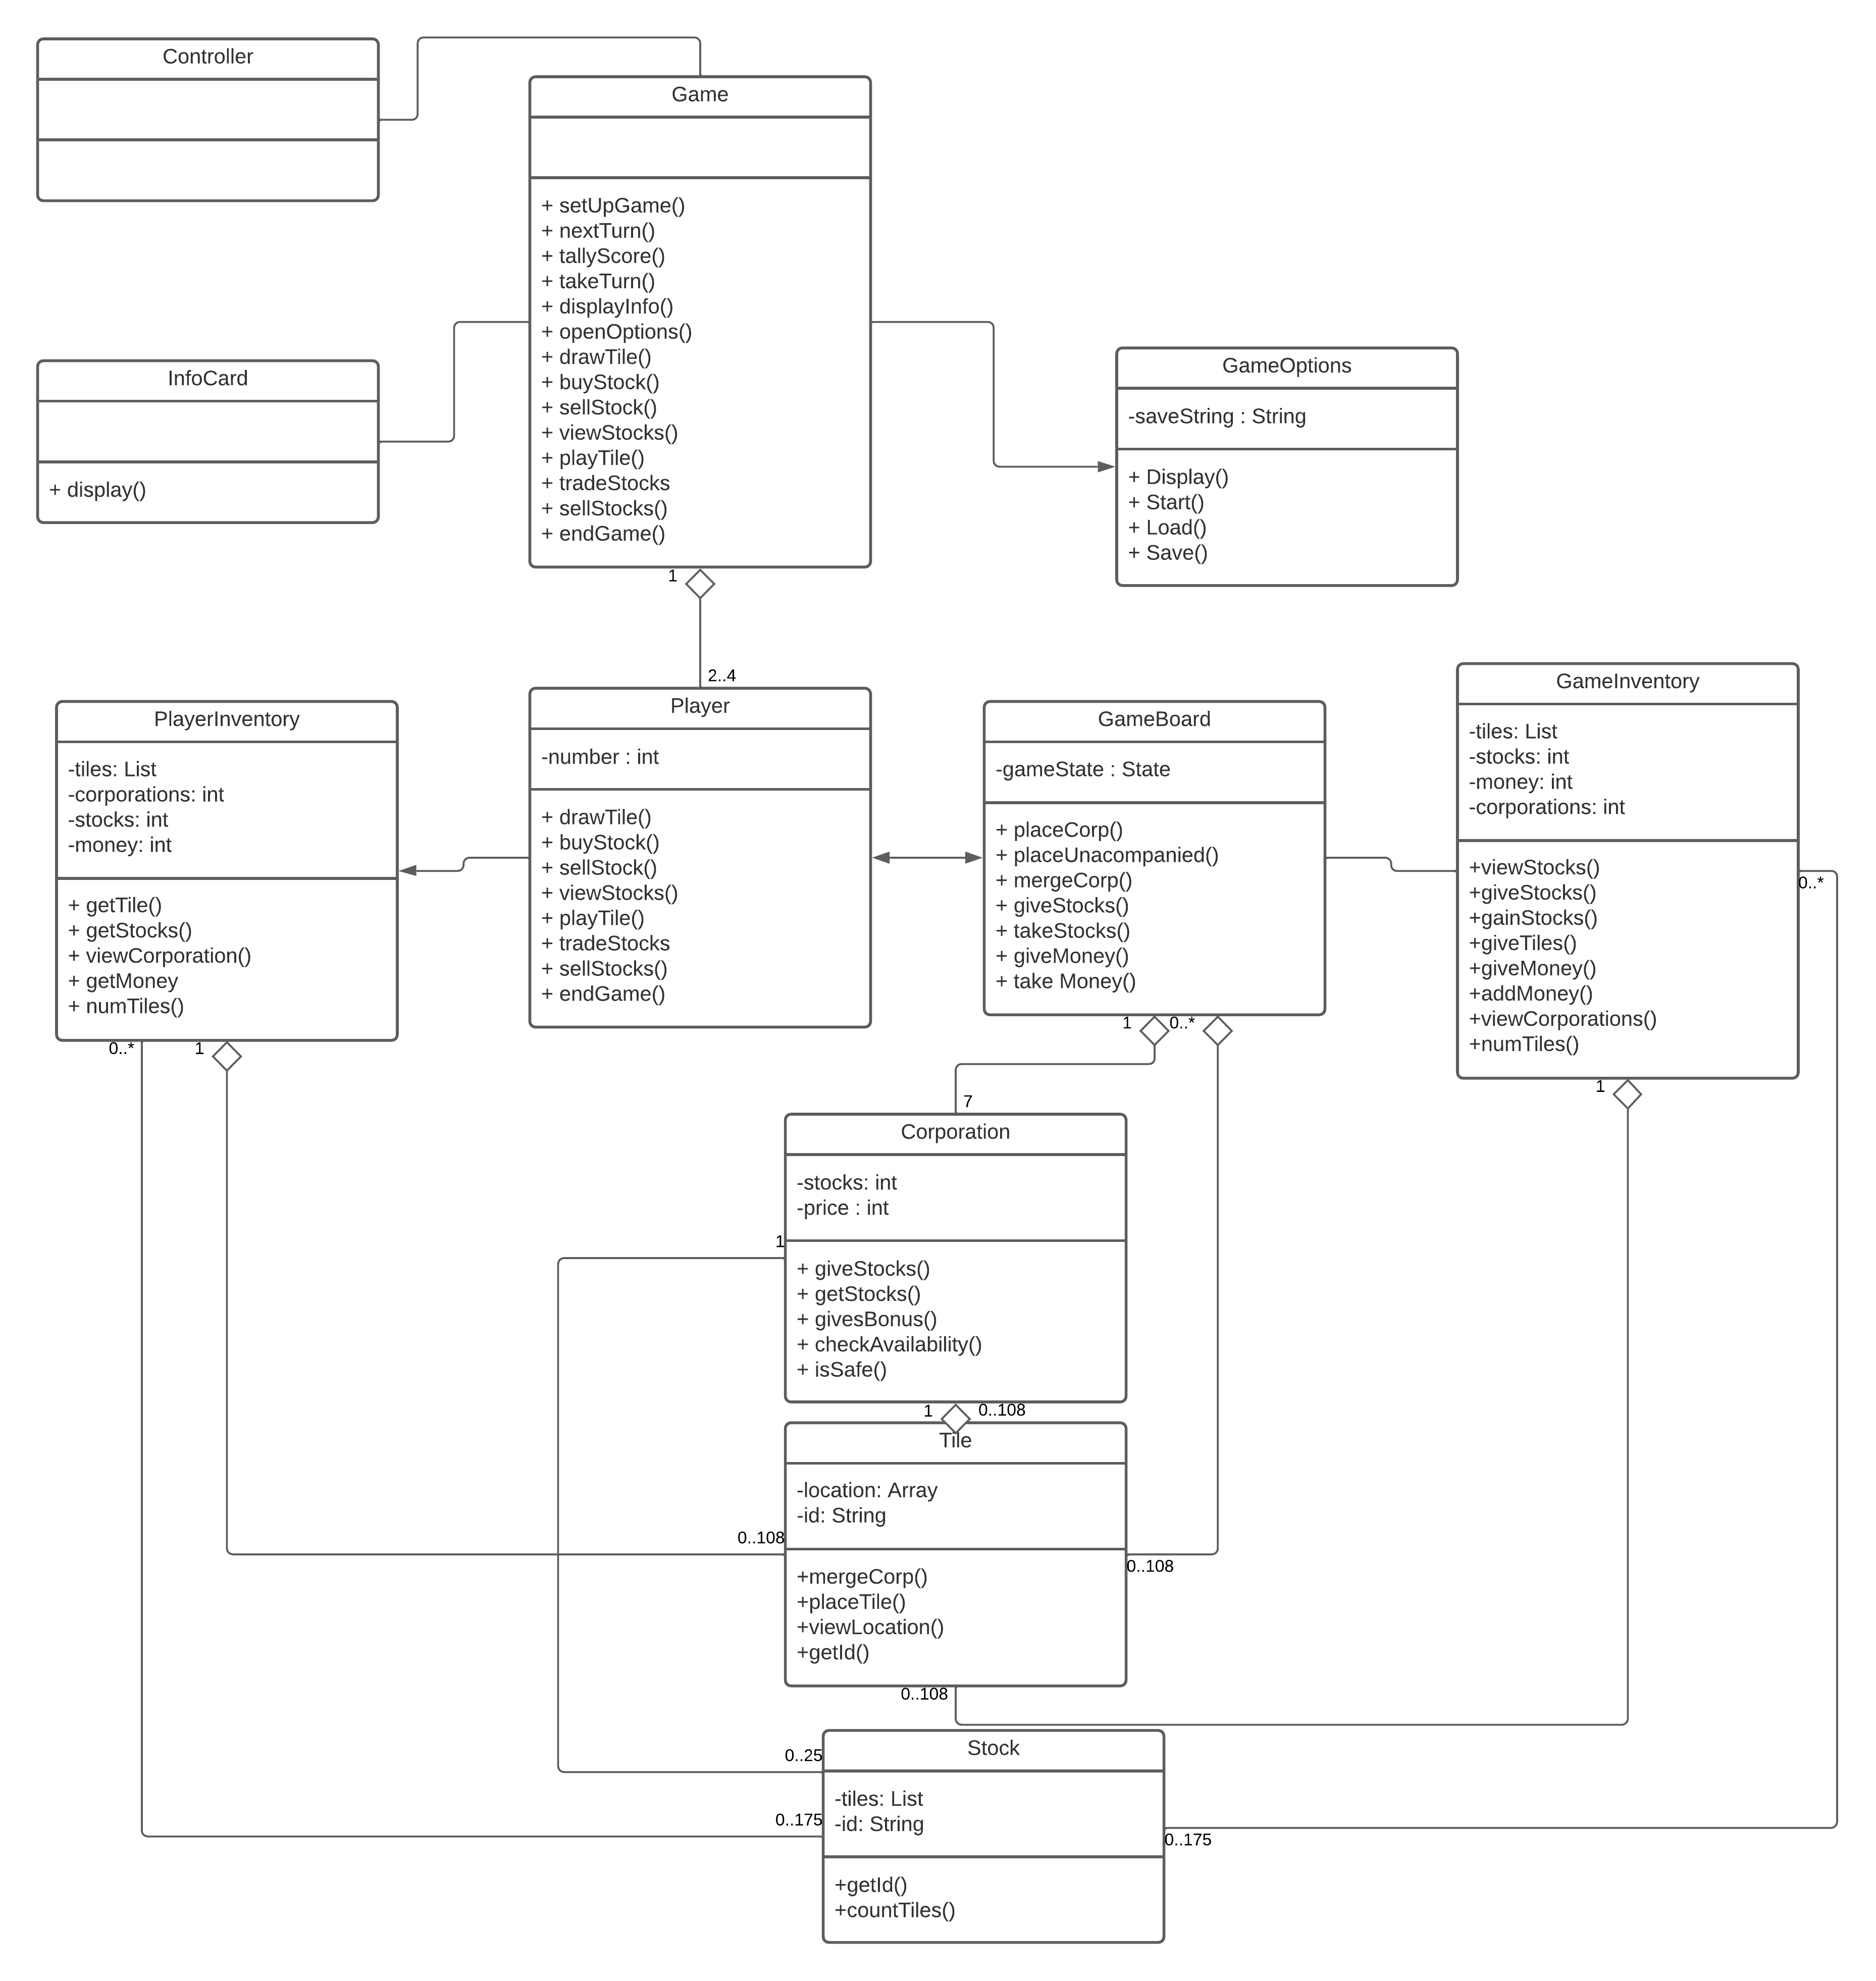 Controller
Game
+ setUpGame()
+ nextTurn()
+ tallyScore()
+ takeTurn()
+ displayInfo()
+ openOptions()
+ drawTile()
+ buyStock()
+ sellStock()
+ viewStocks()
+ playTile()
+ tradeStocks
+ sellStocks()
+ endGame()
InfoCard
+ display()
GameOptions
-saveString : String
+ Display()
+ Start()
+ Load()
+ Save()
1
2..4
PlayerInventory
-tiles: List
-corporations: int
-stocks: int
-money: int
+ getTile()
+ getStocks()
+ viewCorporation()
+ getMoney
+ numTiles()
0..*
1
Player
-number : int
+ drawTile()
+ buyStock()
+ sellStock()
+ viewStocks()
+ playTile()
+ tradeStocks
+ sellStocks()
+ endGame()
GameBoard
-gameState : State
+ placeCorp()
+ placeUnacompanied()
+ mergeCorp()
+ giveStocks()
+ takeStocks()
+ giveMoney()
+ take Money()
1
0..*
GameInventory
-tiles: List
-stocks: int
-money: int
-corporations: int
+viewStocks()
+giveStocks()
+gainStocks()
+giveTiles()
+giveMoney()
+addMoney()
+viewCorporations()
+numTiles()
0..*
1
7
Corporation
-stocks: int
-price : int
1
+ giveStocks()
+ getStocks()
+ givesBonus()
+ checkAvailability()
+ isSafe()
1
0..108
Tile
-location: Array
-id: String
0..108
0..108
+mergeCorp()
+placeTile()
+viewLocation()
+getId()
0..108
Stock
0..25
-tiles: List
-id: String
0..175
0..175
+getId()
+countTiles()